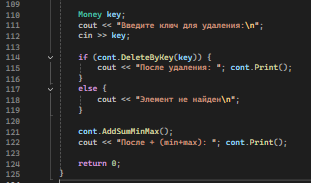 109
110 Money key;
111 cout << "Введите ключ для удаления:\n";
112 cin >> key;
113
114 if (cont.DeleteByKey(key)) {
115 cout << "После удаления: "; cont.Print();
116 }
117 else {
118 cout << "Элемент не найден\n";
119 }
120
121 cont.AddSumMinMax();
122 cout << "После + (min+max): "; cont.Print();
123
124 return 0;
125 }